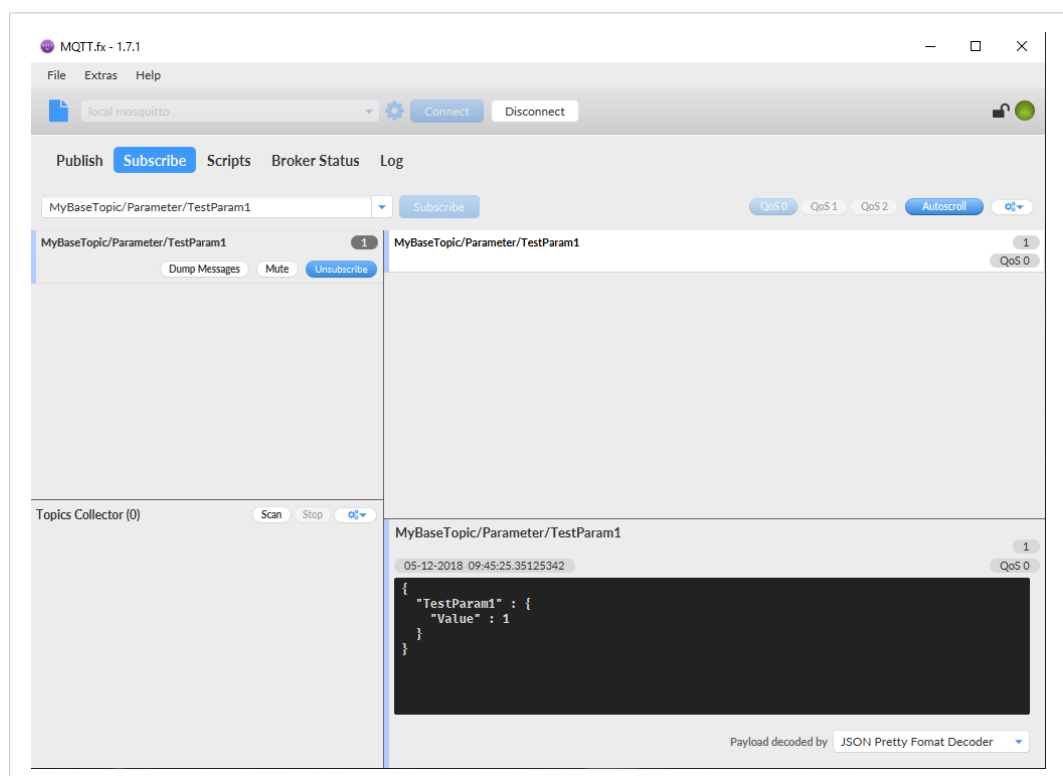 MQTT.fx - 1.7.1
File Extras Help
local mosquitto Connect Disconnect
Publish Subscribe Scripts Broker Status Log
MyBaseTopic/Parameter/TestParam1 Subscribe QoS 0 QoS 1 QoS 2 Autoscroll
MyBaseTopic/Parameter/TestParam1 1
Dump Messages Mute Unsubscribe
MyBaseTopic/Parameter/TestParam1 1
QoS 0
Topics Collector (0) Scan Stop
MyBaseTopic/Parameter/TestParam1
1
05-12-2018 09:45:25.35125342 QoS 0
{
"TestParam1" : {
"Value" : 1
}
}
Payload decoded by JSON Pretty Fomat Decoder